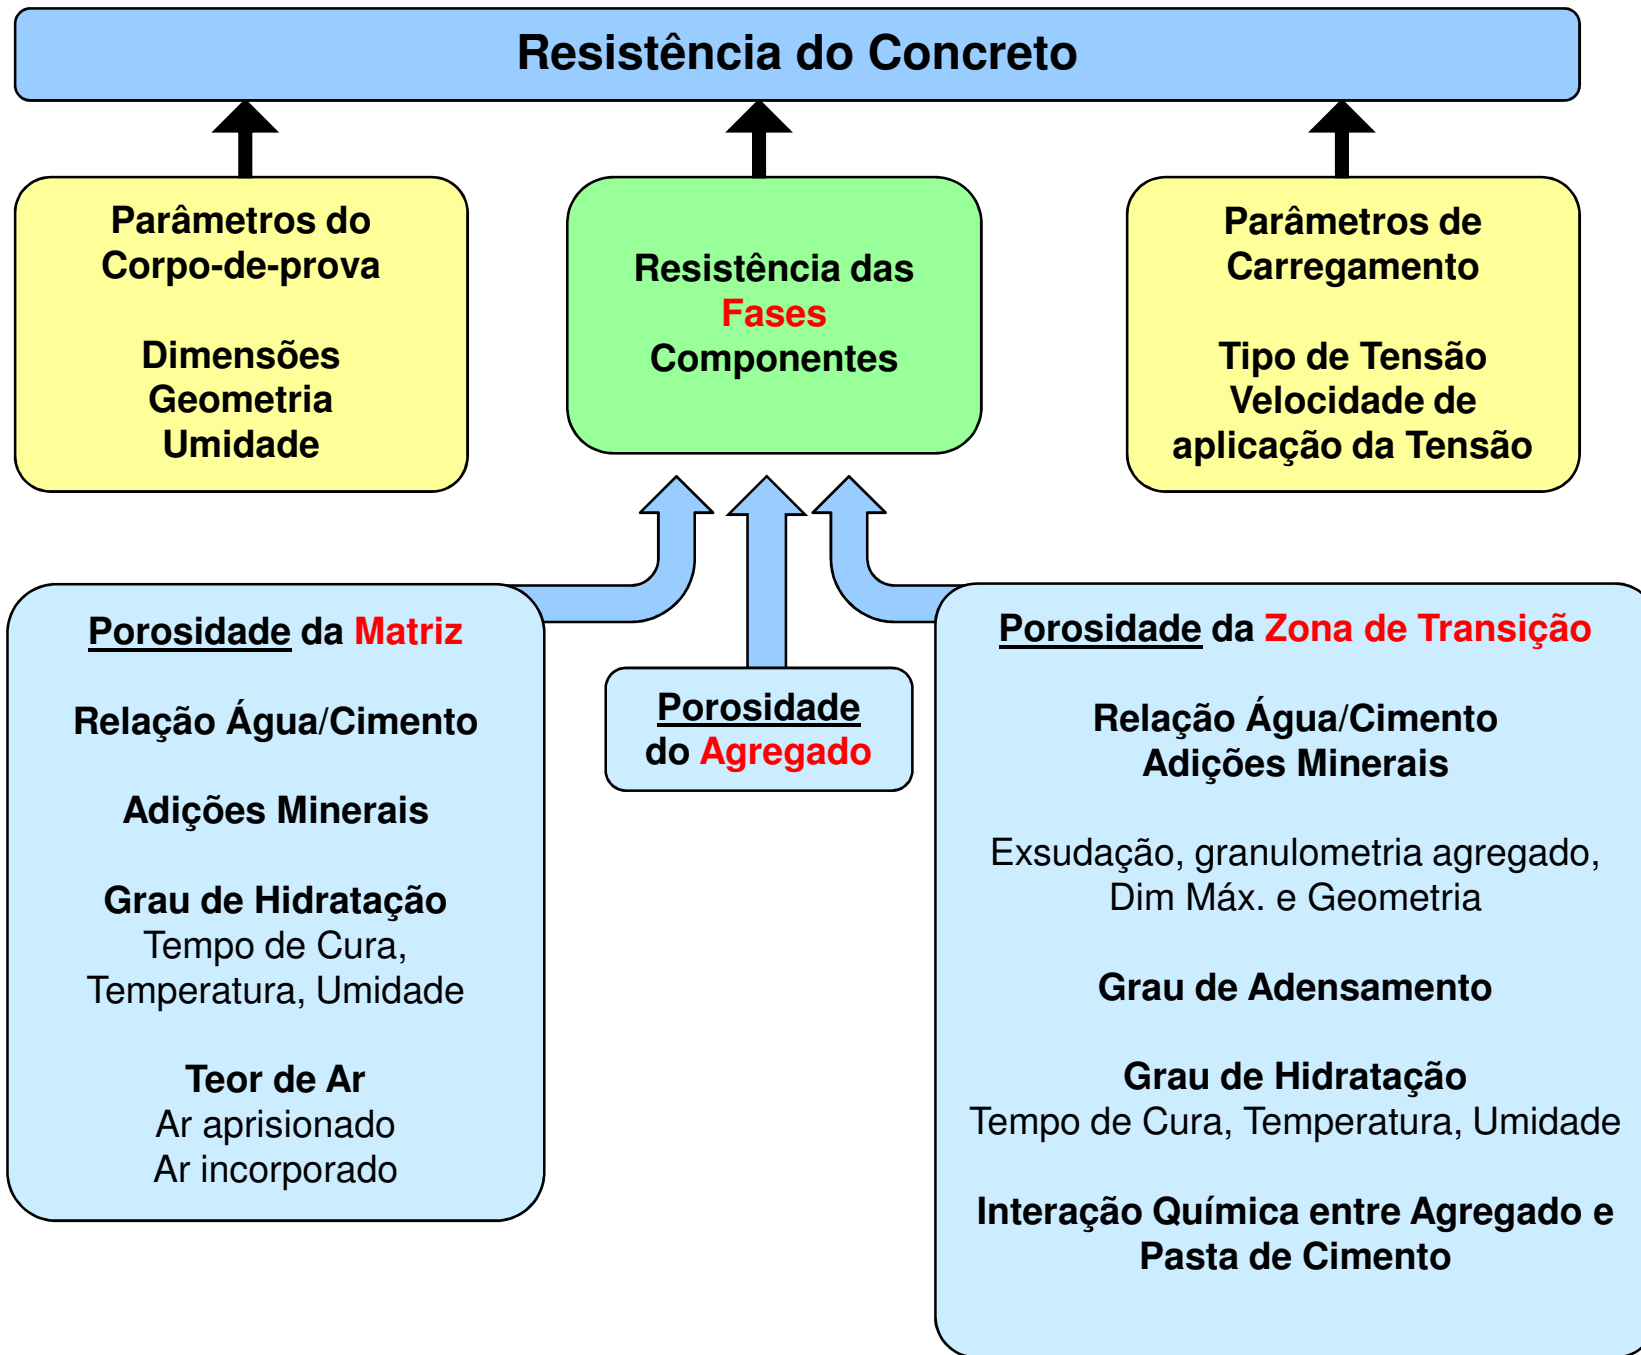 Resistência do Concreto
Parâmetros do
Corpo-de-prova
Dimensões
Geometria
Umidade
Resistência das
Fases
Componentes
Parâmetros de
Carregamento
Tipo de Tensão
Velocidade de
aplicação da Tensão
Porosidade da Matriz
Relação Água/Cimento
Adições Minerais
Grau de Hidratação
Tempo de Cura,
Temperatura, Umidade
Teor de Ar
Ar aprisionado
Ar incorporado
Porosidade
do Agregado
Porosidade da Zona de Transição
Relação Água/Cimento
Adições Minerais
Exsudação, granulometria agregado,
Dim Máx. e Geometria
Grau de Adensamento
Grau de Hidratação
Tempo de Cura, Temperatura, Umidade
Interação Química entre Agregado e
Pasta de Cimento